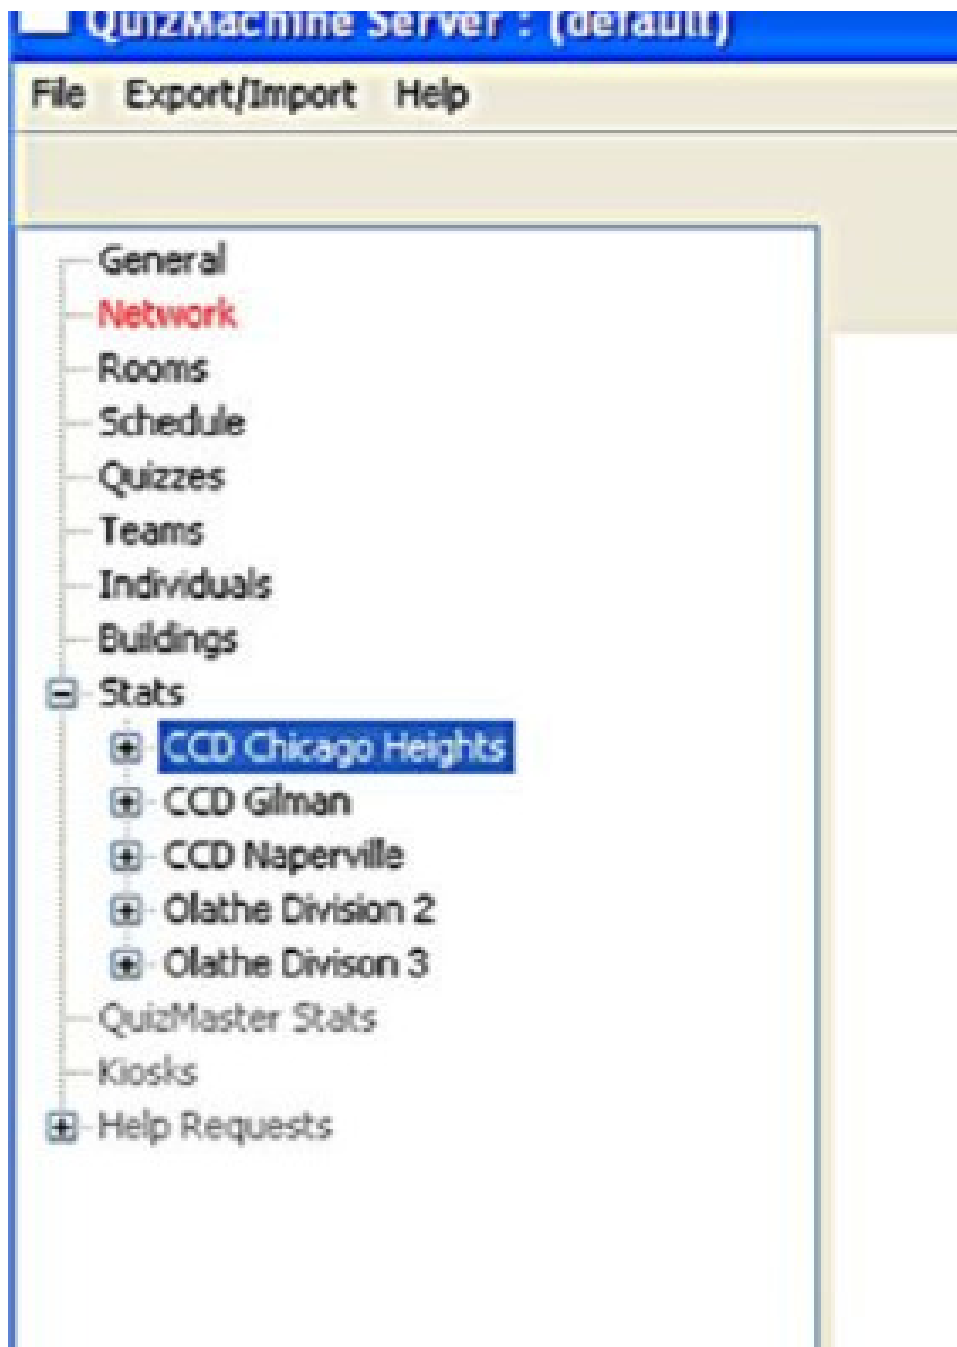 QuizMachine Server : (default)
File Export/Import Help
General
Network
Rooms
Schedule
Quizzes
Teams
Individuals
Buildings
Stats
CCD Chicago Heights
CCD Gilman
CCD Naperville
Olathe Division 2
Olathe Divison 3
QuizMaster Stats
Kiosks
Help Requests